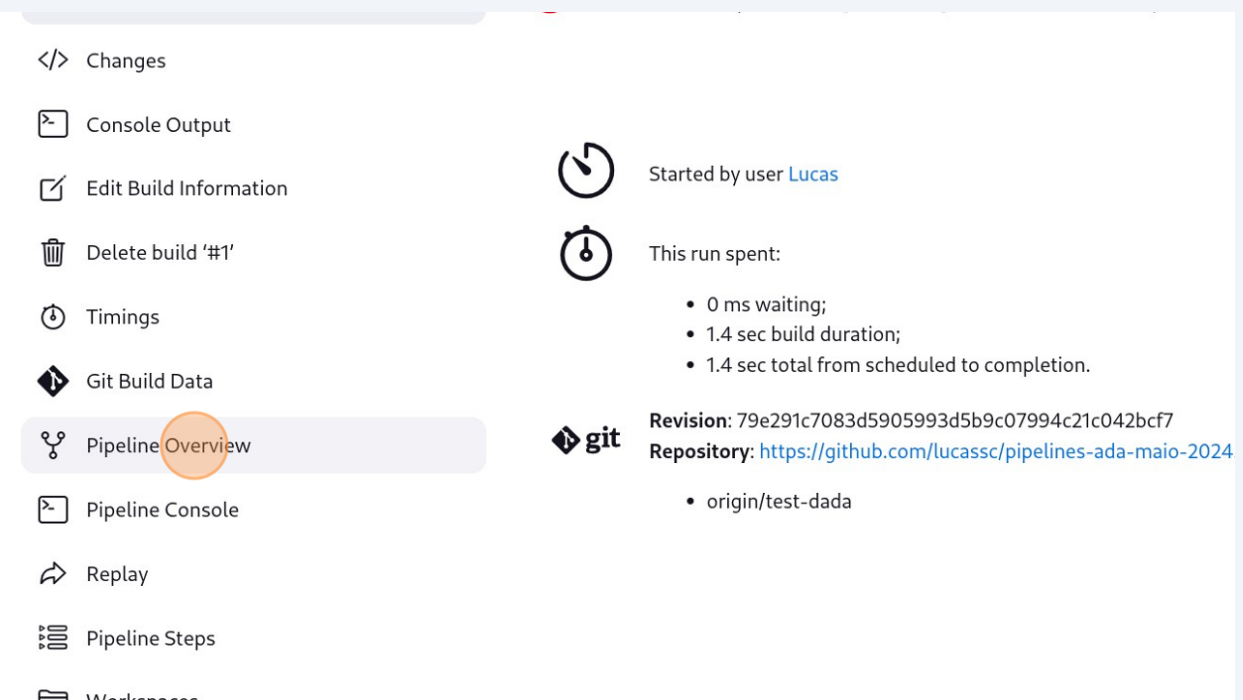 Changes
Console Output
Edit Build Information
Delete build ‘#1’
Timings
Git Build Data
Pipeline Overview
Pipeline Console
Replay
Pipeline Steps
Workspaces
Started by user Lucas
This run spent:
• 0 ms waiting;
• 1.4 sec build duration;
• 1.4 sec total from scheduled to completion.
git
Revision: 79e291c7083d5905993d5b9c07994c21c042bcf7
Repository: https://github.com/lucassc/pipelines-ada-maio-2024
• origin/test-dada